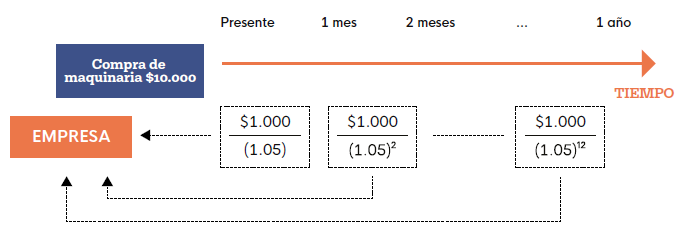 Presente 1 mes 2 meses ... 1 año
Compra de
maquinaria $10.000
TIEMPO
EMPRESA
$1.000 $1.000 $1.000
(1.05) (1.05)² (1.05)¹²